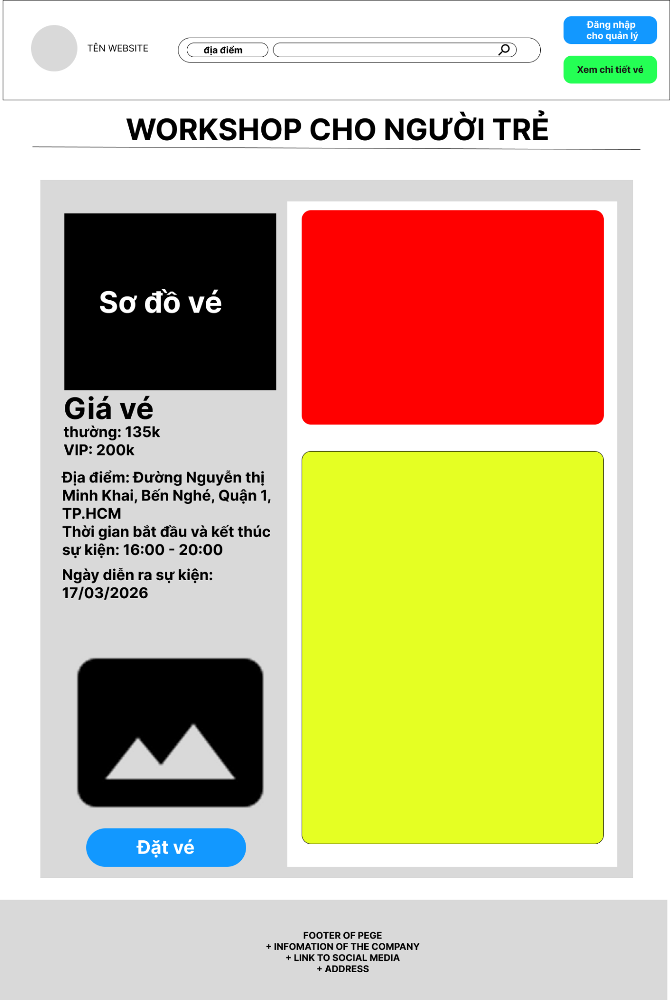 TÊN WEBSITE
địa điểm
Đăng nhập
cho quản lý
Xem chi tiết vé
WORKSHOP CHO NGƯỜI TRẺ
Sơ đồ vé
Giá vé
thường: 135k
VIP: 200k
Địa điểm: Đường Nguyễn thị
Minh Khai, Bến Nghé, Quận 1,
TP.HCM
Thời gian bắt đầu và kết thúc
sự kiện: 16:00 - 20:00
Ngày diễn ra sự kiện:
17/03/2026
Đặt vé
FOOTER OF PEGE
+ INFOMATION OF THE COMPANY
+ LINK TO SOCIAL MEDIA
+ ADDRESS